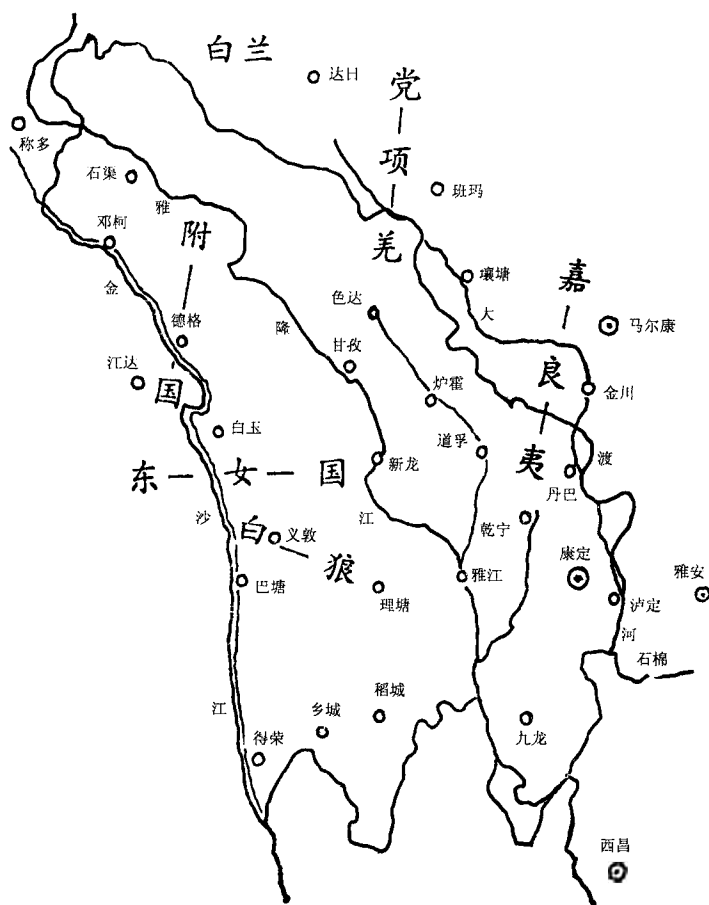 白兰
达日
党项羌
称多
石渠
班玛
雅
邓柯
附国
嘉良夷
壤塘
金
色达
大
马尔康
德格
隆
甘孜
江达
炉霍
金川
白玉
道孚
东女国
新龙
渡
丹巴
沙
江
乾宁
白狼
义敦
康定
雅安
巴塘
理塘
雅江
泸定
河
石棉
江
稻城
乡城
得荣
九龙
西昌